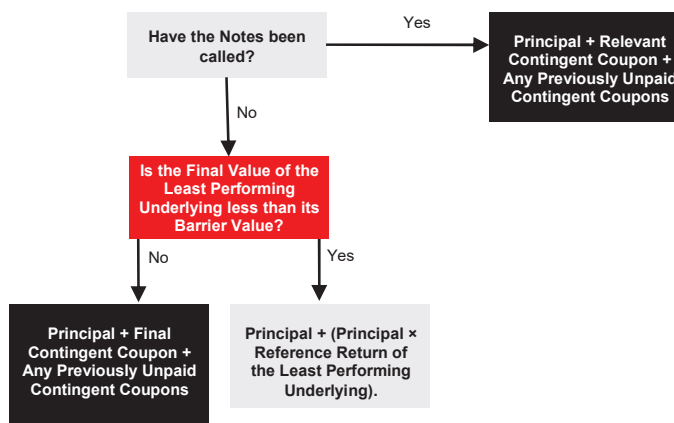 Have the Notes been
called?
Yes
Principal + Relevant
Contingent Coupon +
Any Previously Unpaid
Contingent Coupons
No
Is the Final Value of the
Least Performing
Underlying less than its
Barrier Value?
No
Yes
Principal + Final
Contingent Coupon +
Any Previously Unpaid
Contingent Coupons
Principal + (Principal ×
Reference Return of
the Least Performing
Underlying).